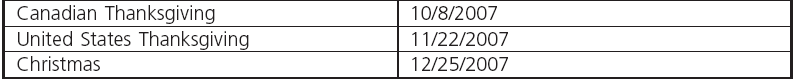 Canadian Thanksgiving 10/8/2007
United States Thanksgiving 11/22/2007
Christmas 12/25/2007